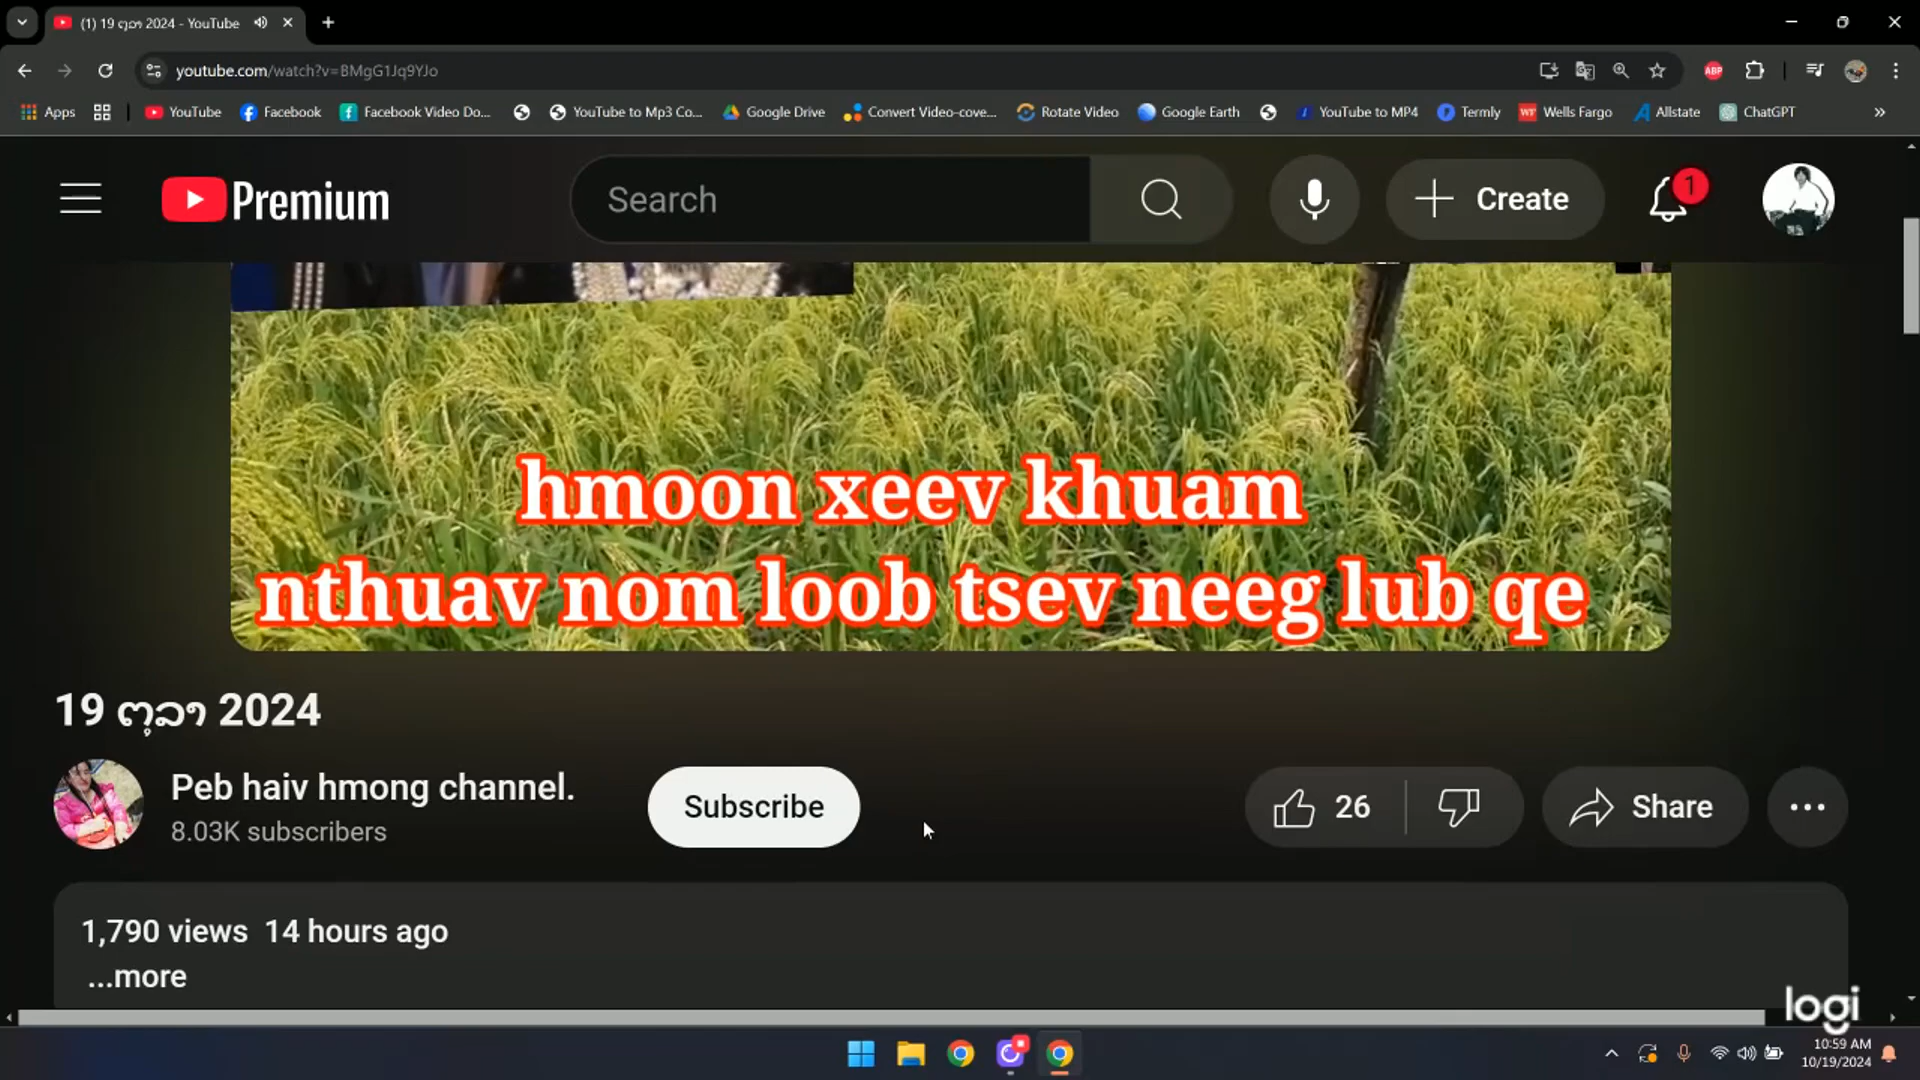 (1) 19 ຕຸລາ 2024 - YouTube
youtube.com/watch?v=BMgG1Jq9YJo
Apps
YouTube
Facebook
Facebook Video Do...
YouTube to Mp3 Co...
Google Drive
Convert Video-cove...
Rotate Video
Google Earth
YouTube to MP4
Termly
Wells Fargo
Allstate
ChatGPT
Premium
Search
Create
1
hmoon xeev khuam
nthuav nom loob tsev neeg lub qe
19 ຕຸລາ 2024
Peb haiv hmong channel.
8.03K subscribers
Subscribe
26
Share
1,790 views 14 hours ago
...more
logi
10:59 AM
10/19/2024